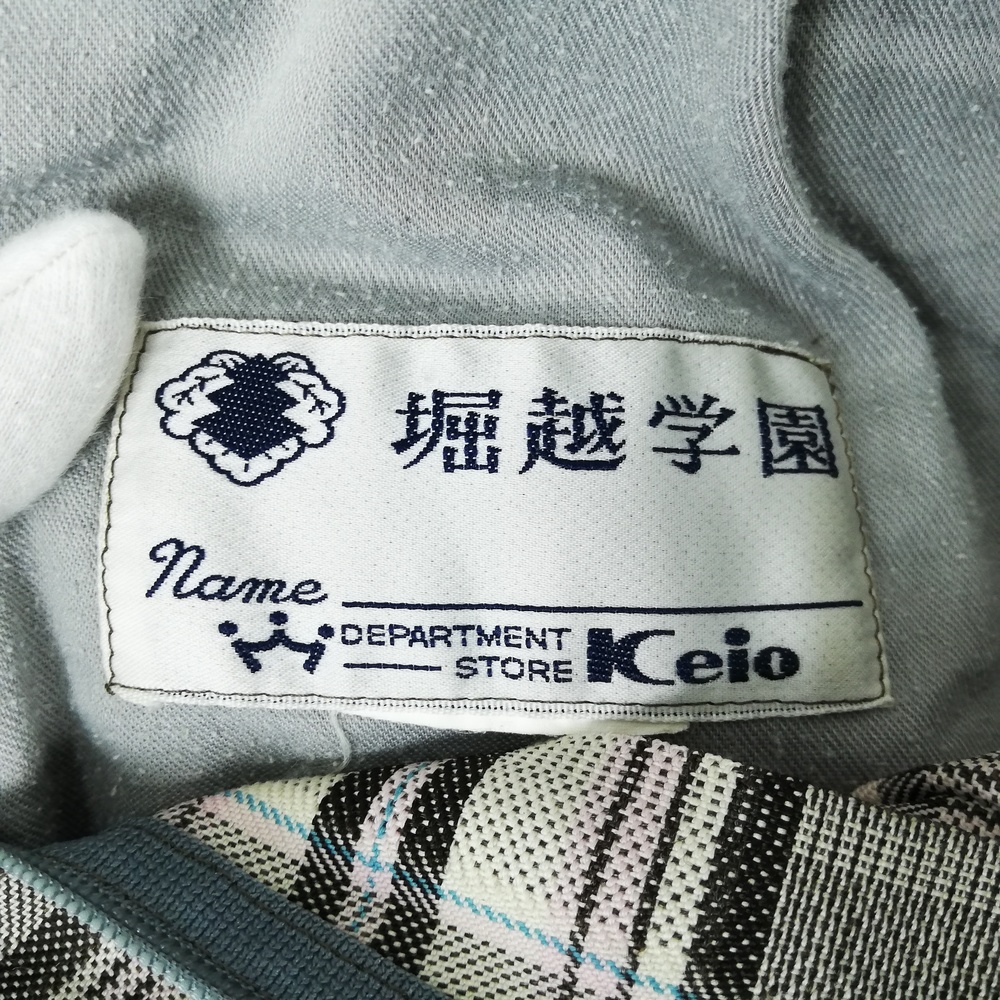 堀越学園
Name
DEPARTMENT STORE Keio